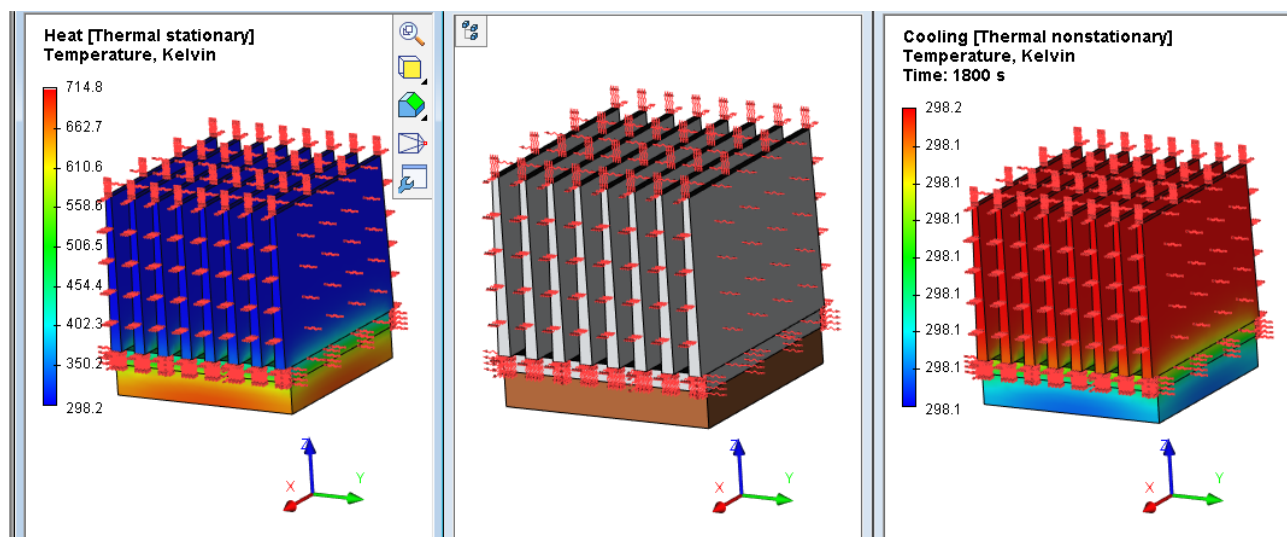 Heat [Thermal stationary]
Temperature, Kelvin
714.8
662.7
610.6
558.6
506.5
454.4
402.3
350.2
298.2
Z
X
Y
Z
X
Y
Cooling [Thermal nonstationary]
Temperature, Kelvin
Time: 1800 s
298.2
298.1
298.1
298.1
298.1
298.1
298.1
298.1
298.1
Z
X
Y